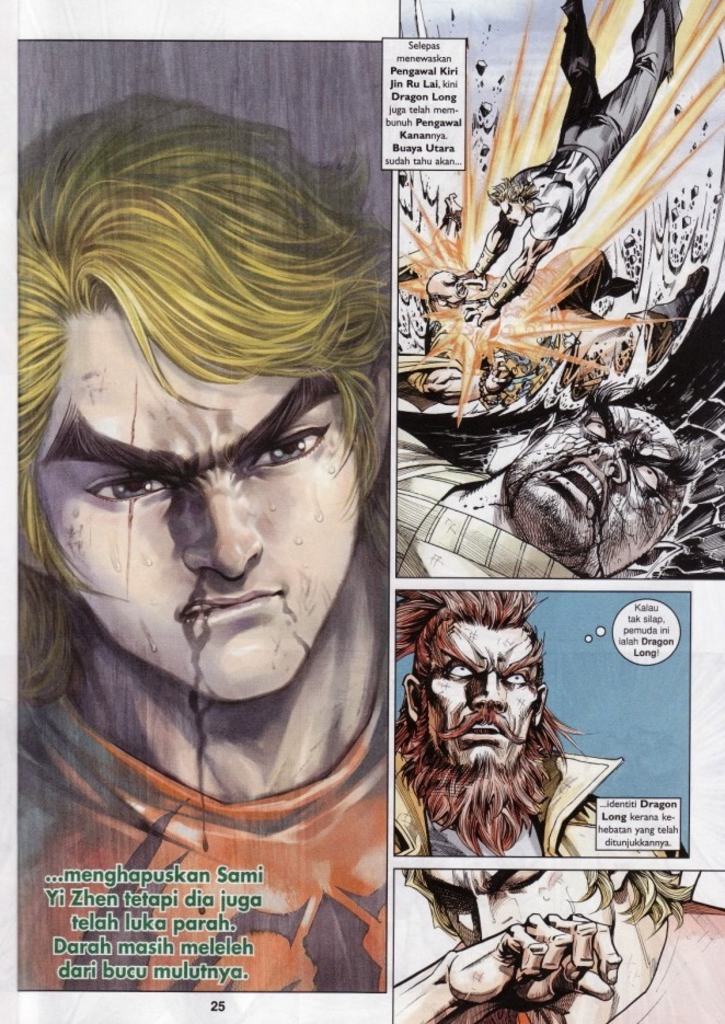 ...menghapuskan Sami
Yi Zhen tetapi dia juga
telah luka parah.
Darah masih meleleh
dari bucu mulutnya.
Selepas
menewaskan
Pengawal Kiri
Jin Ru Lai, kini
Dragon Long
juga telah mem-
bunuh Pengawal
Kanannya.
Buaya Utara
sudah tahu akan...
Kalau
tak silap,
pemuda ini
ialah Dragon
Long!
...identiti Dragon
Long kerana ke-
hebatan yang telah
ditunjukkannya.
25